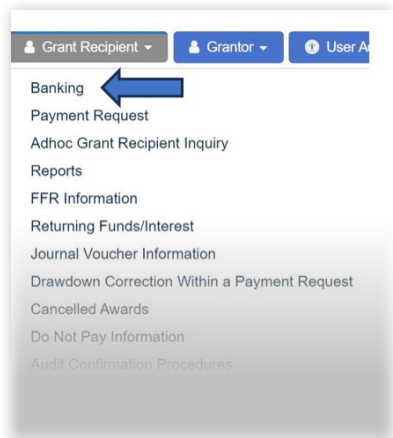 Grant Recipient Grantor User A
Banking
Payment Request
Adhoc Grant Recipient Inquiry
Reports
FFR Information
Returning Funds/Interest
Journal Voucher Information
Drawdown Correction Within a Payment Request
Cancelled Awards
Do Not Pay Information
Audit Confirmation Procedures